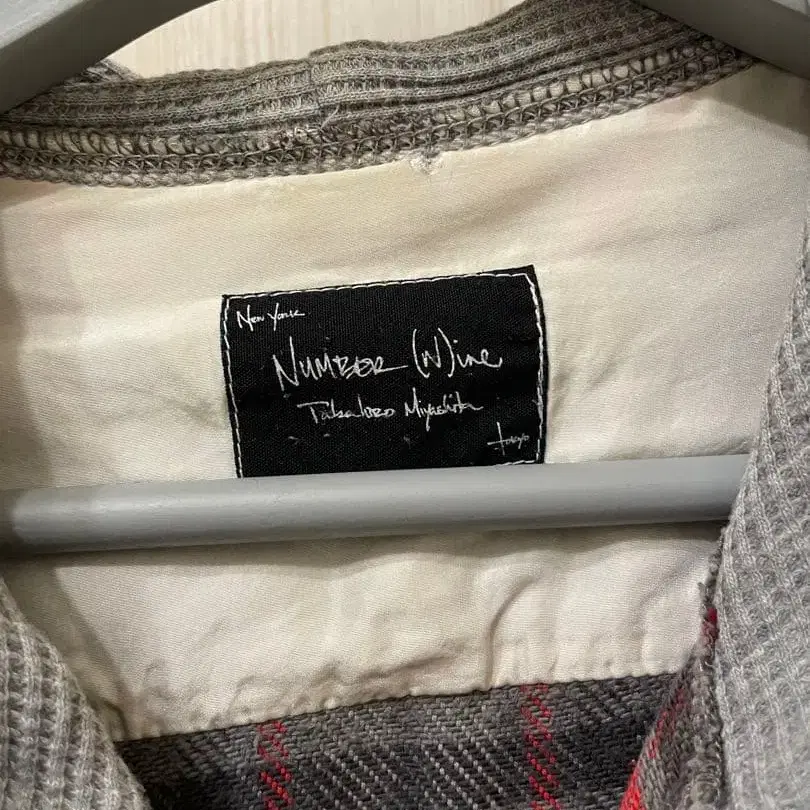 New York
NUMBER (N)ine
Takahiro Miyashita
tokyo